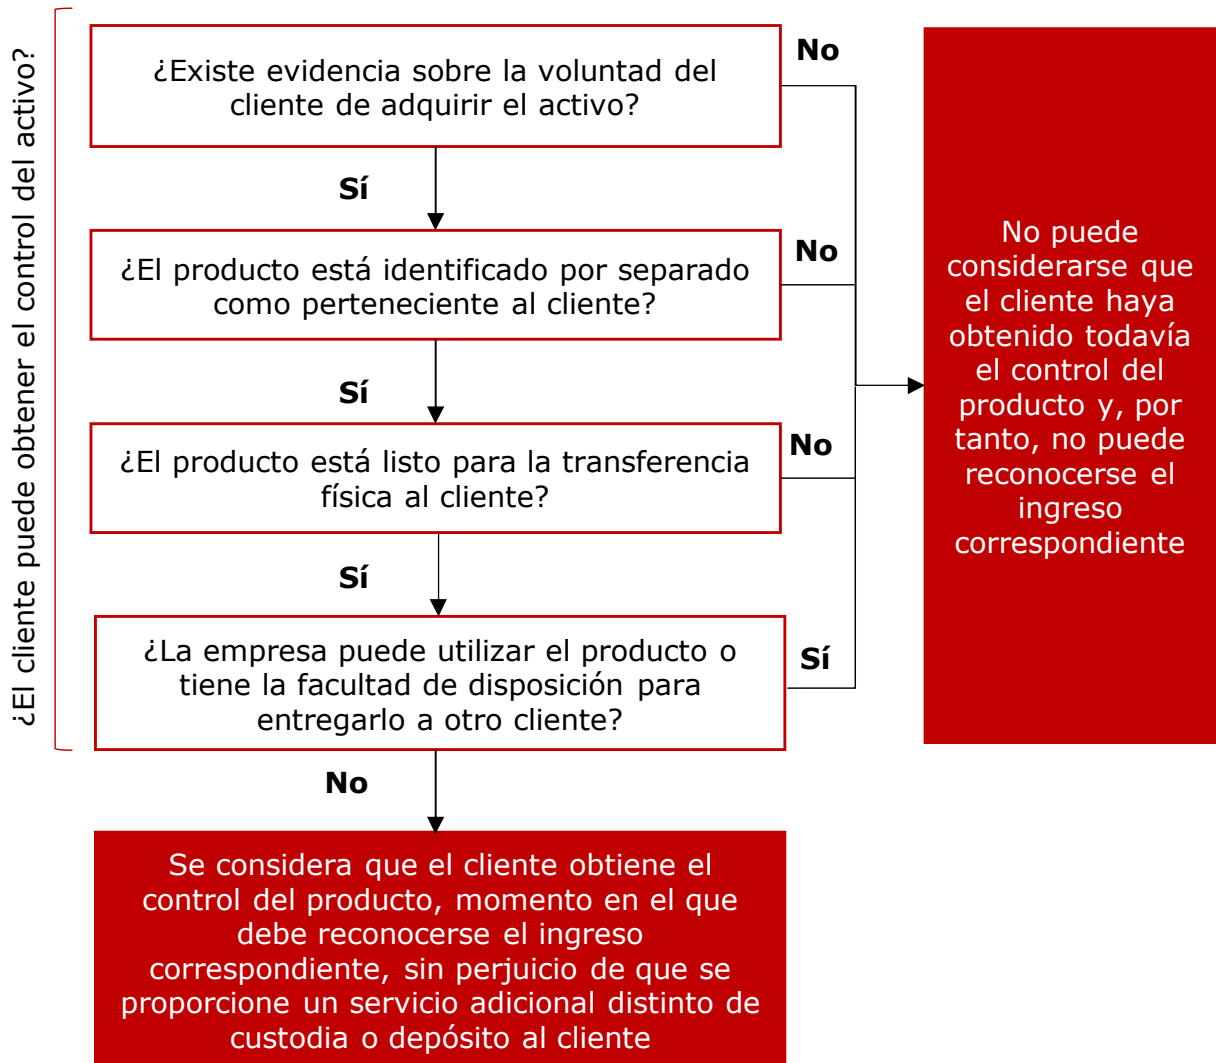 ¿El cliente puede obtener el control del activo?
¿Existe evidencia sobre la voluntad del
cliente de adquirir el activo?
No
Sí
¿El producto está identificado por separado
como perteneciente al cliente?
No
Sí
¿El producto está listo para la transferencia
física al cliente?
No
Sí
¿La empresa puede utilizar el producto o
tiene la facultad de disposición para
entregarlo a otro cliente?
Sí
No
No puede
considerarse que
el cliente haya
obtenido todavía
el control del
producto y, por
tanto, no puede
reconocerse el
ingreso
correspondiente
Se considera que el cliente obtiene el
control del producto, momento en el que
debe reconocerse el ingreso
correspondiente, sin perjuicio de que se
proporcione un servicio adicional distinto de
custodia o depósito al cliente